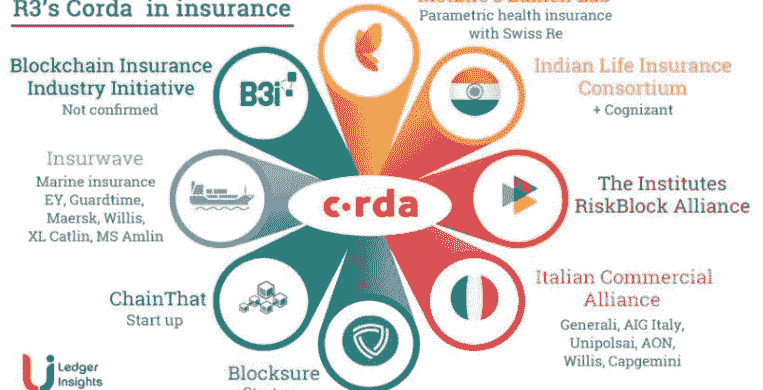 R3's Corda in insurance
Parametric health insurance
with Swiss Re
Blockchain Insurance
Industry Initiative
Not confirmed
B3i
Indian Life Insurance
Consortium
+ Cognizant
Insurwave
Marine insurance
EY, Guardtime,
Maersk, Willis,
XL Catlin, MS Amlin
c·rda
The Institutes
RiskBlock Alliance
ChainThat
Start up
Italian Commercial
Alliance
Generali, AIG Italy,
Unipolsai, AON,
Willis, Capgemini
Blocksure
Ledger
Insights